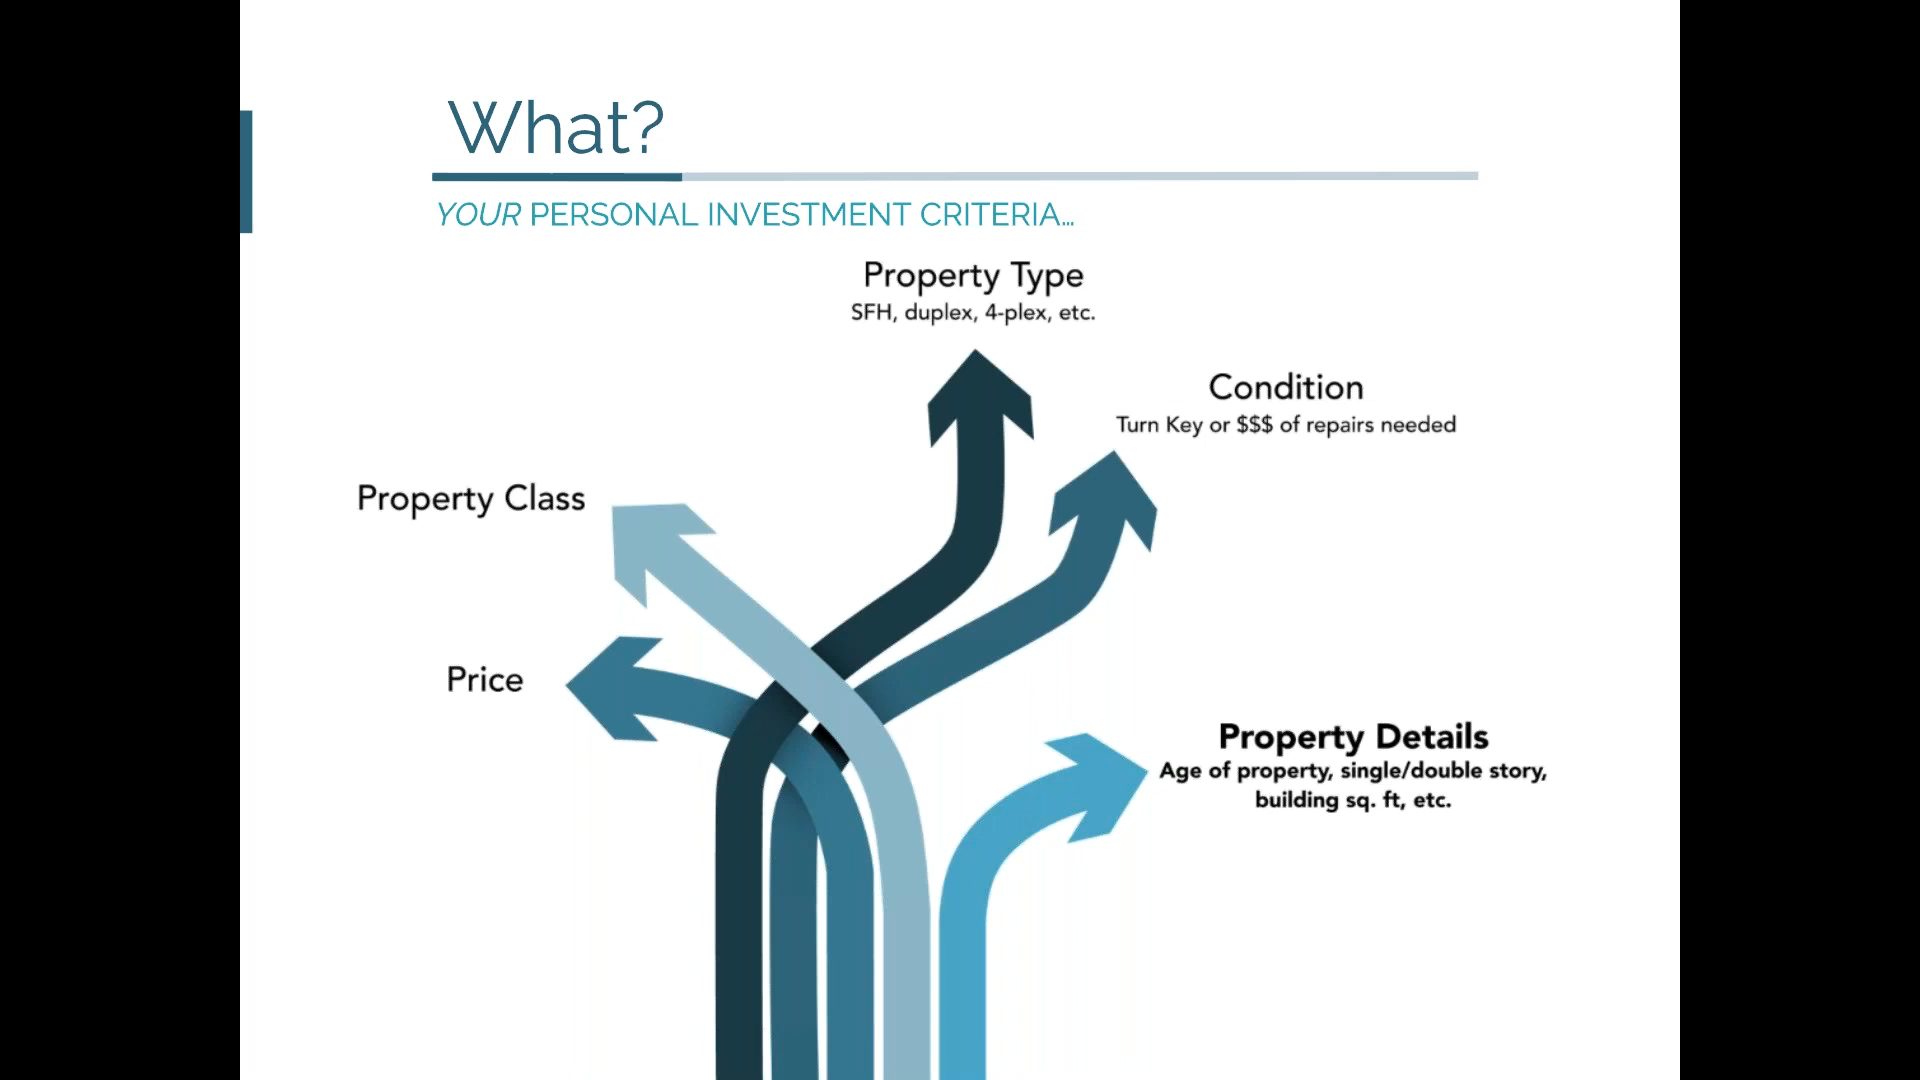 What?
YOUR PERSONAL INVESTMENT CRITERIA...
Property Type
SFH, duplex, 4-plex, etc.
Condition
Turn Key or $$$ of repairs needed
Property Class
Price
Property Details
Age of property, single/double story,
building sq. ft, etc.